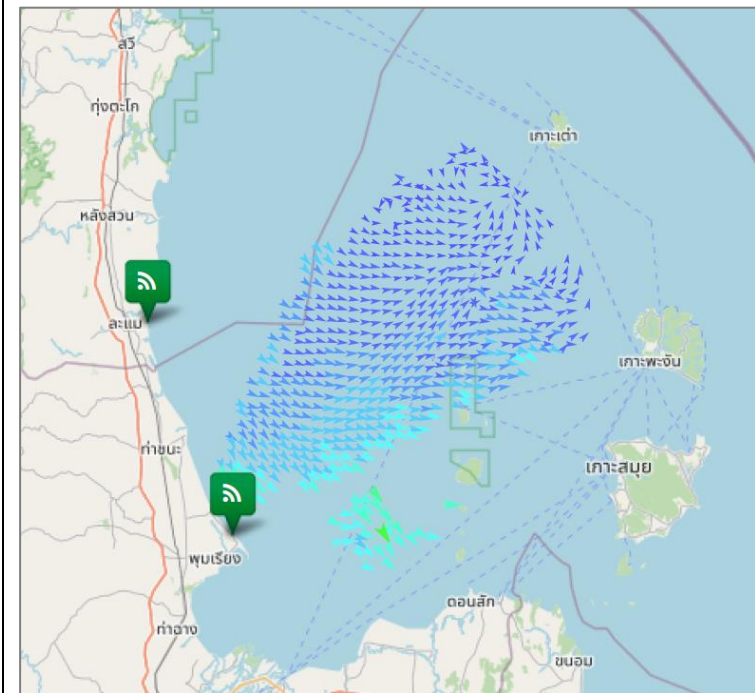 สวี
ทุ่งตะโก
เกาะเต่า
หลังสวน
ละแม
เกาะพะงัน
ท่าชนะ
เกาะสมุย
พุมเรียง
ดอนสัก
ท่าฉาง
ขนอม